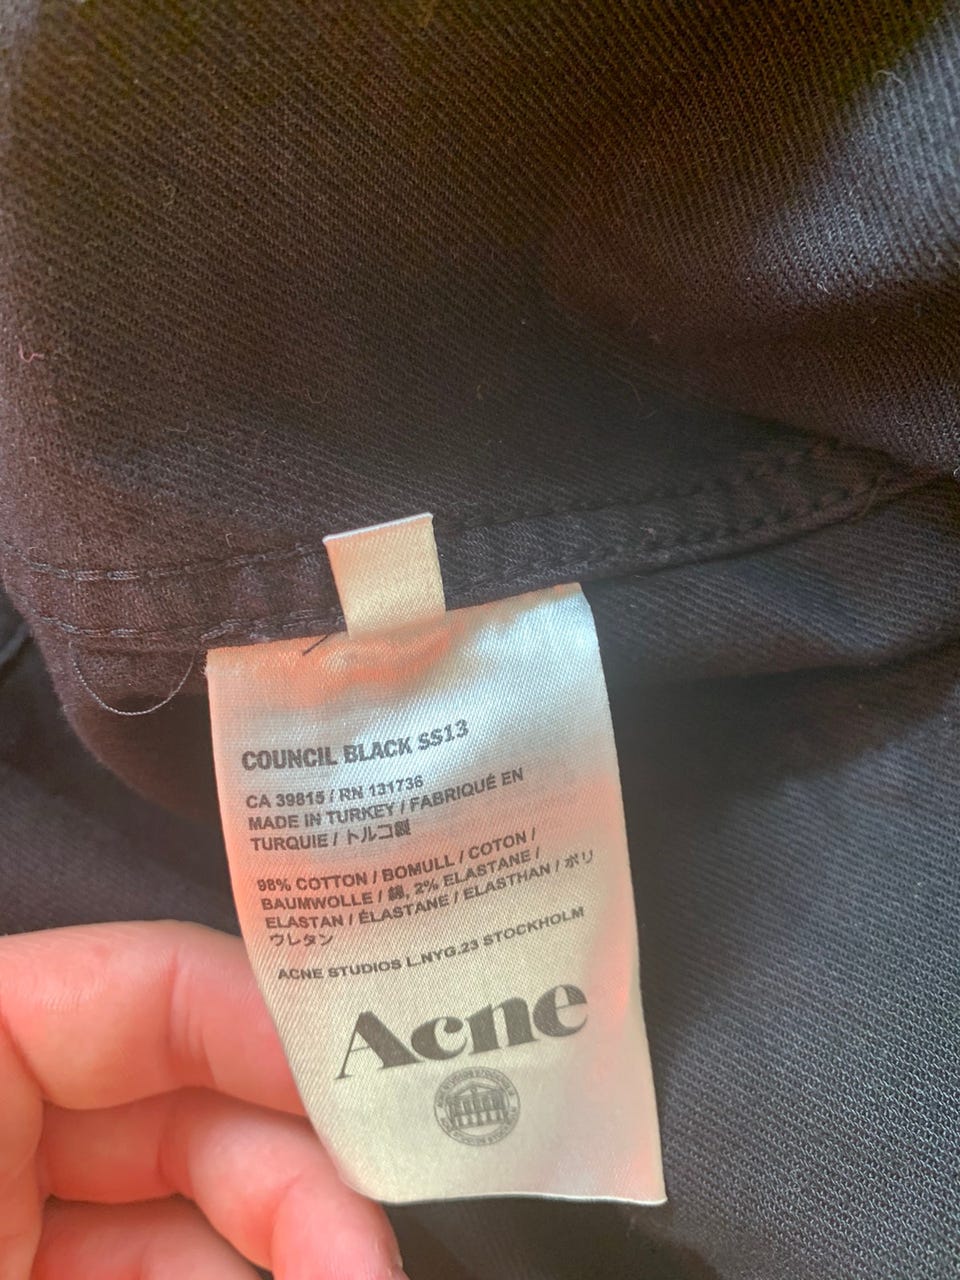 COUNCIL BLACK SS13
CA 39815 / RN 131736
MADE IN TURKEY / FABRIQUÉ EN
TURQUIE / トルコ製
98% COTTON / BOMULL / COTON /
BAUMWOLLE / 綿, 2% ELASTANE /
ELASTAN / ÉLASTANE / ELASTHAN / ポリ
ウレタン
ACNE STUDIOS L.NYG.23 STOCKHOLM
Acne